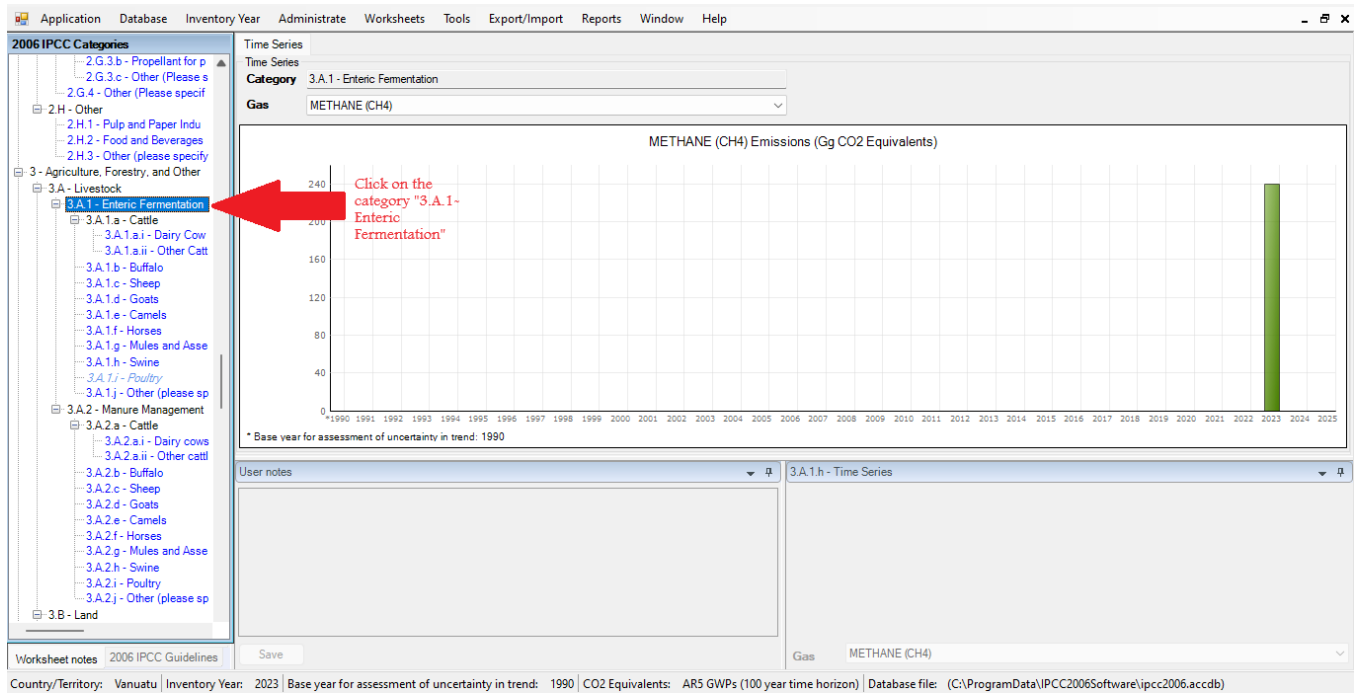 Application Database Inventory Year Administrate Worksheets Tools Export/Import Reports Window Help
2006 IPCC Categories
2.G.3.b - Propellant for p
2.G.3.c - Other (Please s
2.G.4 - Other (Please specif
2.H - Other
2.H.1 - Pulp and Paper Indu
2.H.2 - Food and Beverages
2.H.3 - Other (please specify
3 - Agriculture, Forestry, and Other
3.A - Livestock
3.A.1 - Enteric Fermentation
3.A.1.a - Cattle
3.A.1.a.i - Dairy Cow
3.A.1.a.ii - Other Catt
3.A.1.b - Buffalo
3.A.1.c - Sheep
3.A.1.d - Goats
3.A.1.e - Camels
3.A.1.f - Horses
3.A.1.g - Mules and Asse
3.A.1.h - Swine
3.A.1.i - Poultry
3.A.1.j - Other (please sp
3.A.2 - Manure Management
3.A.2.a - Cattle
3.A.2.a.i - Dairy cows
3.A.2.a.ii - Other cattl
3.A.2.b - Buffalo
3.A.2.c - Sheep
3.A.2.d - Goats
3.A.2.e - Camels
3.A.2.f - Horses
3.A.2.g - Mules and Asse
3.A.2.h - Swine
3.A.2.i - Poultry
3.A.2.j - Other (please sp
3.B - Land
Worksheet notes 2006 IPCC Guidelines
Time Series
Time Series
Category 3.A.1 - Enteric Fermentation
Gas METHANE (CH4)
METHANE (CH4) Emissions (Gg CO2 Equivalents)
240
200
160
120
80
40
0
Click on the
category "3.A.1-
Enteric
Fermentation"
*1990 1991 1992 1993 1994 1995 1996 1997 1998 1999 2000 2001 2002 2003 2004 2005 2006 2007 2008 2009 2010 2011 2012 2013 2014 2015 2016 2017 2018 2019 2020 2021 2022 2023 2024 2025
* Base year for assessment of uncertainty in trend: 1990
User notes
Save
3.A.1.h - Time Series
Gas METHANE (CH4)
Country/Territory: Vanuatu Inventory Year: 2023 Base year for assessment of uncertainty in trend: 1990 CO2 Equivalents: AR5 GWPs (100 year time horizon) Database file: (C:\ProgramData\IPCC2006Software\ipcc2006.accdb)